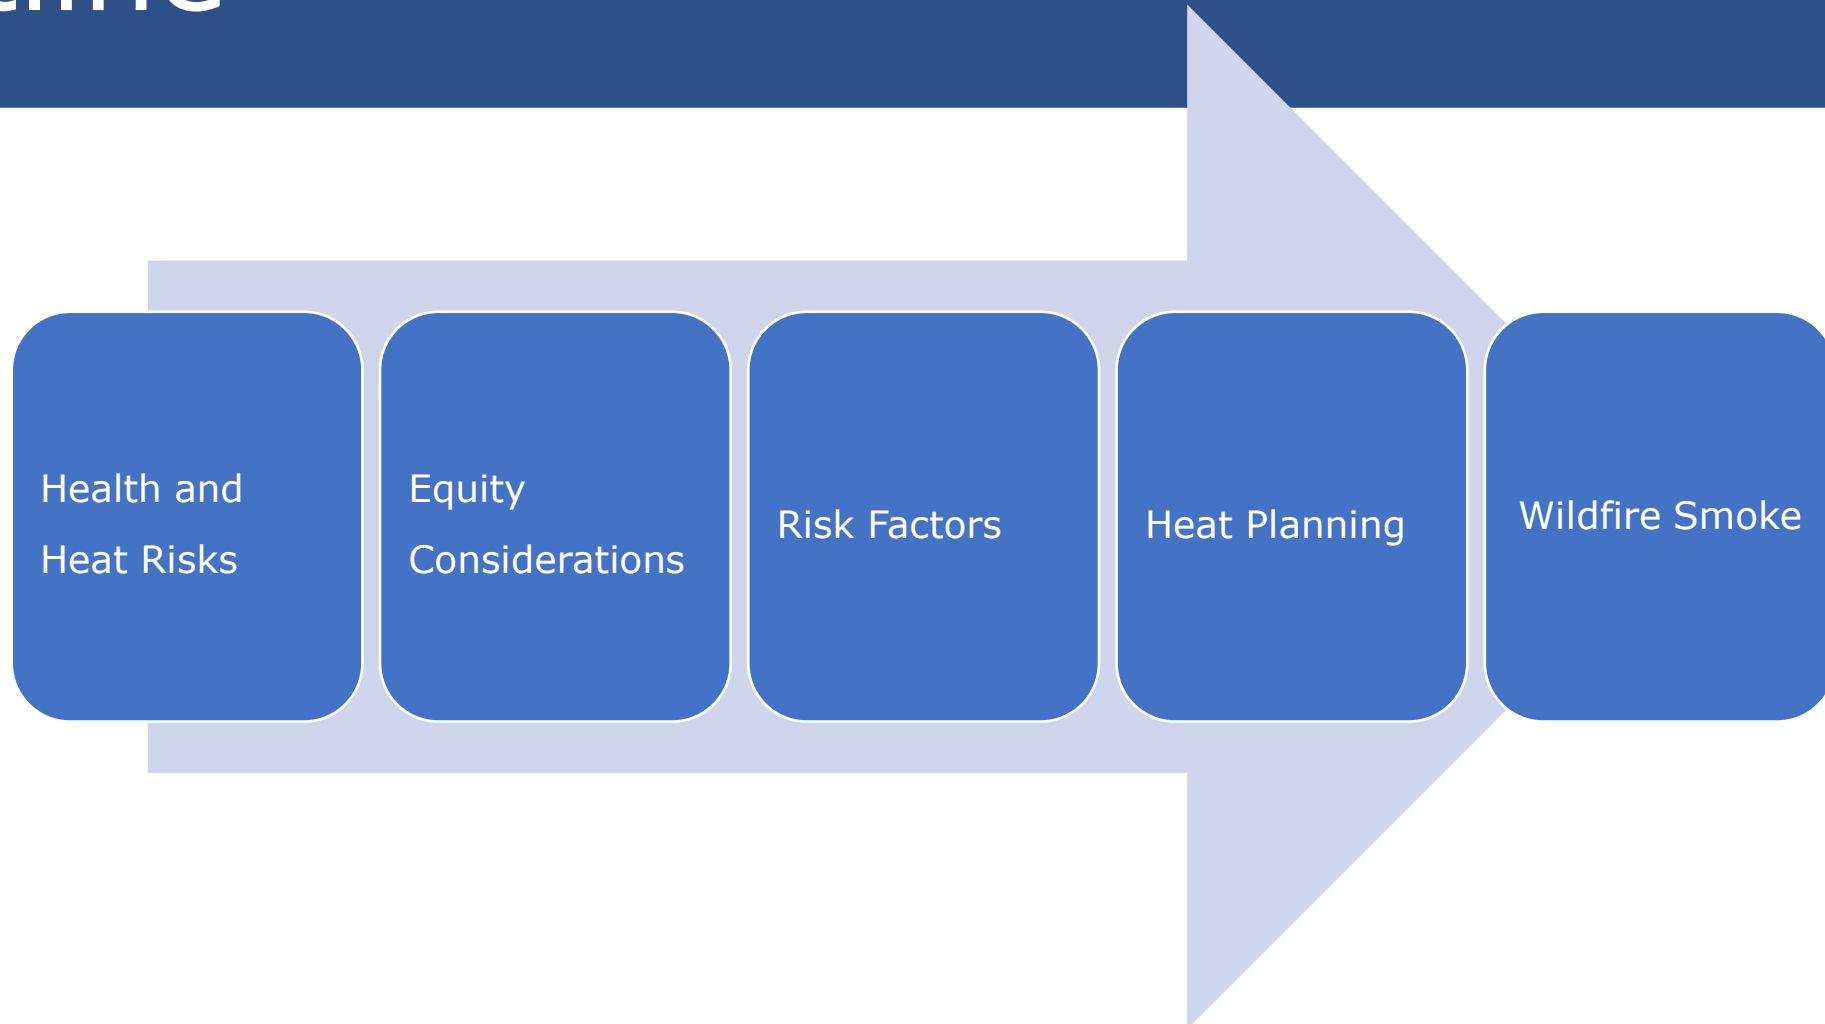 Health and
Heat Risks
Equity
Considerations
Risk Factors
Heat Planning
Wildfire Smoke